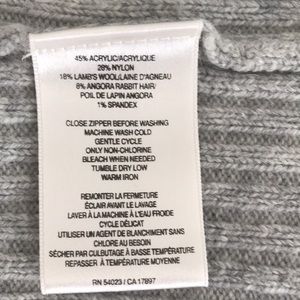 45% ACRYLIC/ACRYLIQUE
28% NYLON
18% LAMB'S WOOL/LAINE D'AGNEAU
8% ANGORA RABBIT HAIR/
POIL DE LAPIN ANGORA
1% SPANDEX
CLOSE ZIPPER BEFORE WASHING
MACHINE WASH COLD
GENTLE CYCLE
ONLY NON-CHLORINE
BLEACH WHEN NEEDED
TUMBLE DRY LOW
WARM IRON
REMONTER LA FERMETURE
ÉCLAIR AVANT LE LAVAGE
LAVER À LA MACHINE À L'EAU FROIDE
CYCLE DÉLICAT
UTILISER UN AGENT DE BLANCHIMENT SANS
CHLORE AU BESOIN
SÉCHER PAR CULBUTAGE À BASSE TEMPÉRATURE
REPASSER À TEMPÉRATURE MOYENNE
RN 54023 / CA 17897